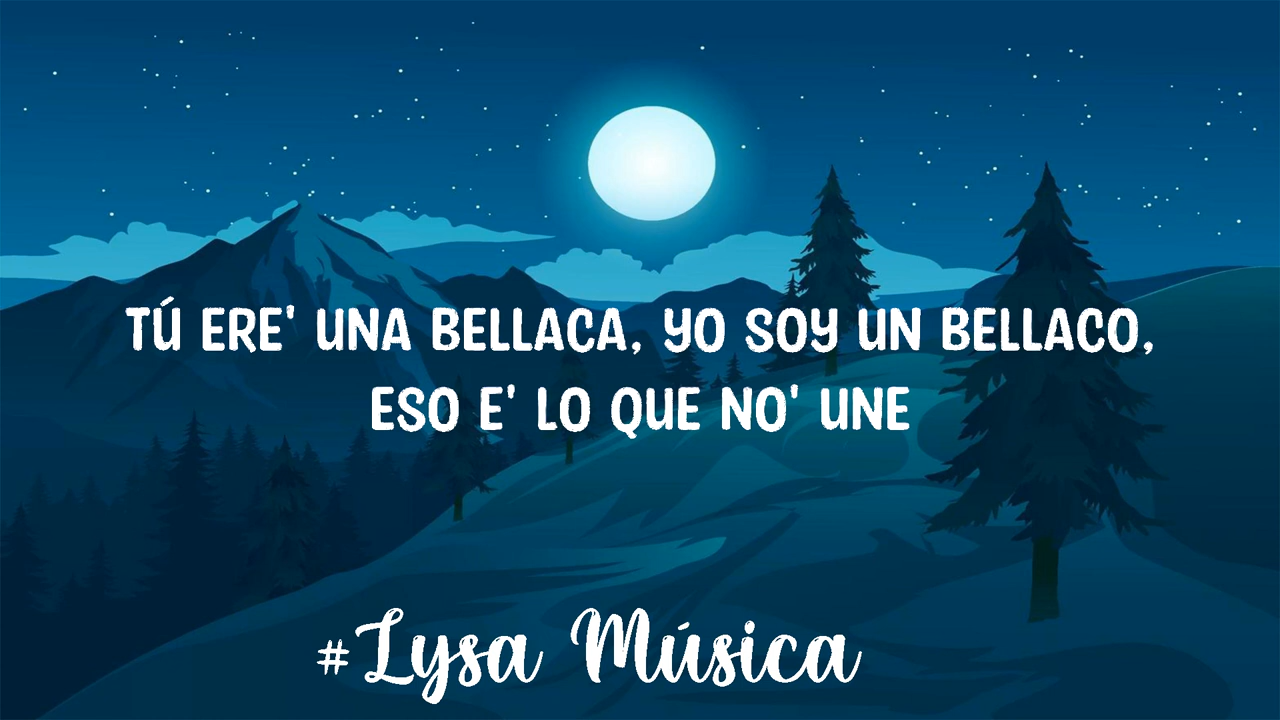 TÚ ERE' UNA BELLACA, YO SOY UN BELLACO,
ESO E' LO QUE NO' UNE
#Lysa Música